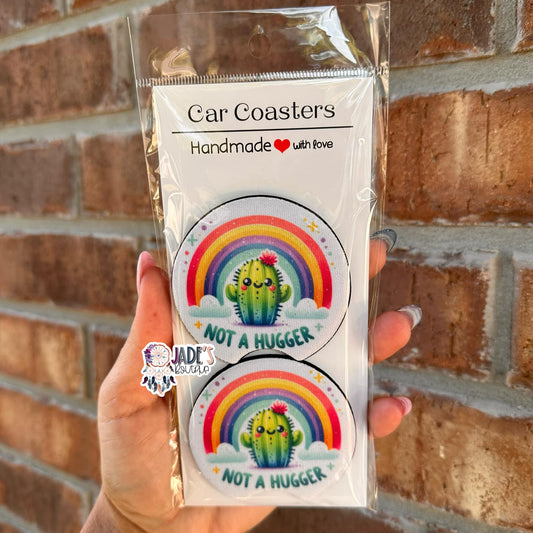 Car Coasters
Handmade with love
NOT A HUGGER
JADE'S
NOT A HUGGER